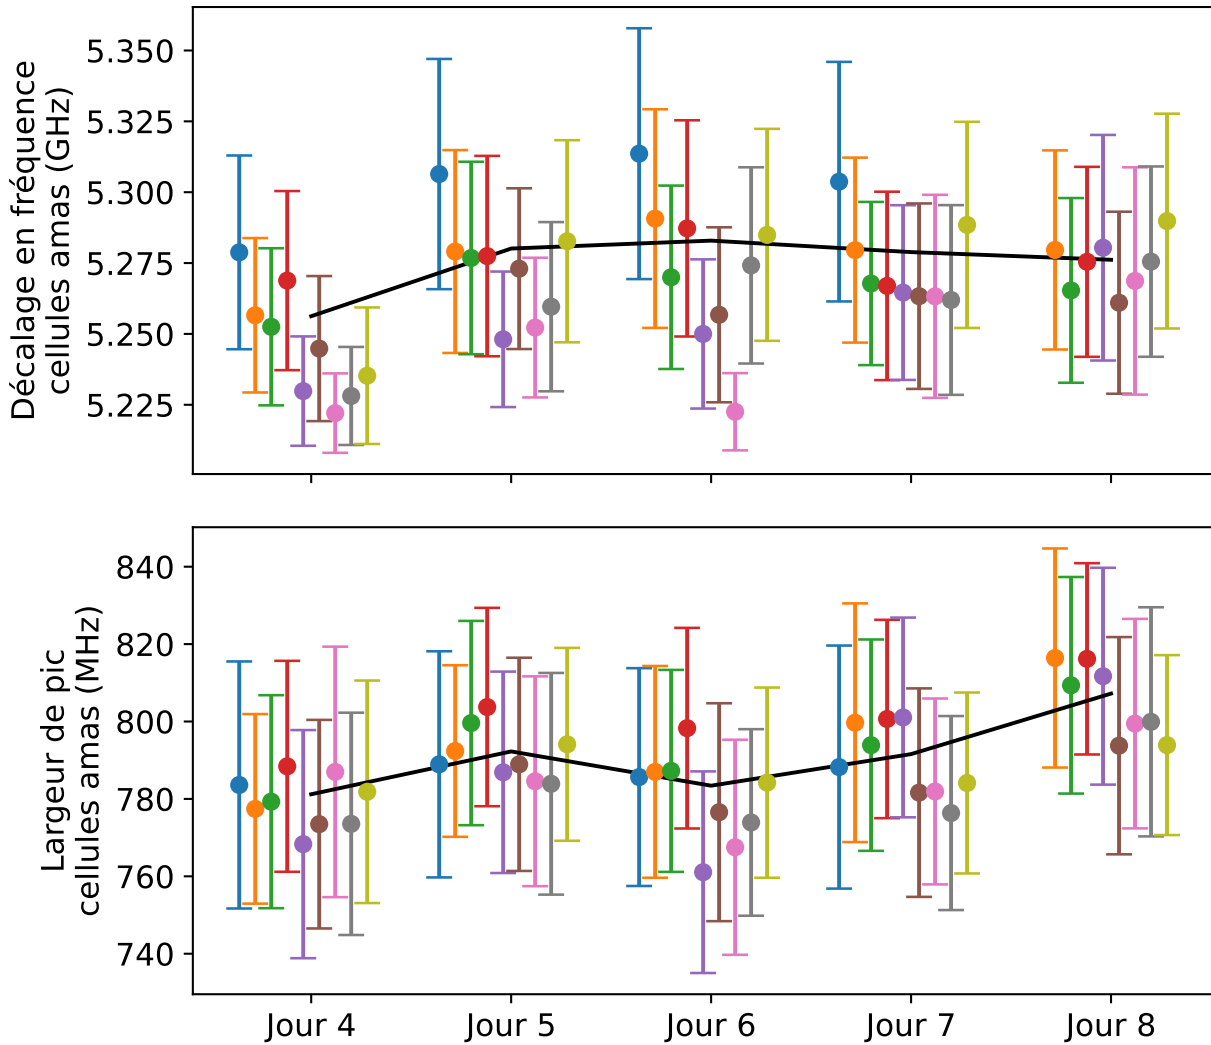 Décalage en fréquence
cellules amas (GHz)
5.350
5.325
5.300
5.275
5.250
5.225
Largeur de pic
cellules amas (MHz)
840
820
800
780
760
740
Jour 4 Jour 5 Jour 6 Jour 7 Jour 8